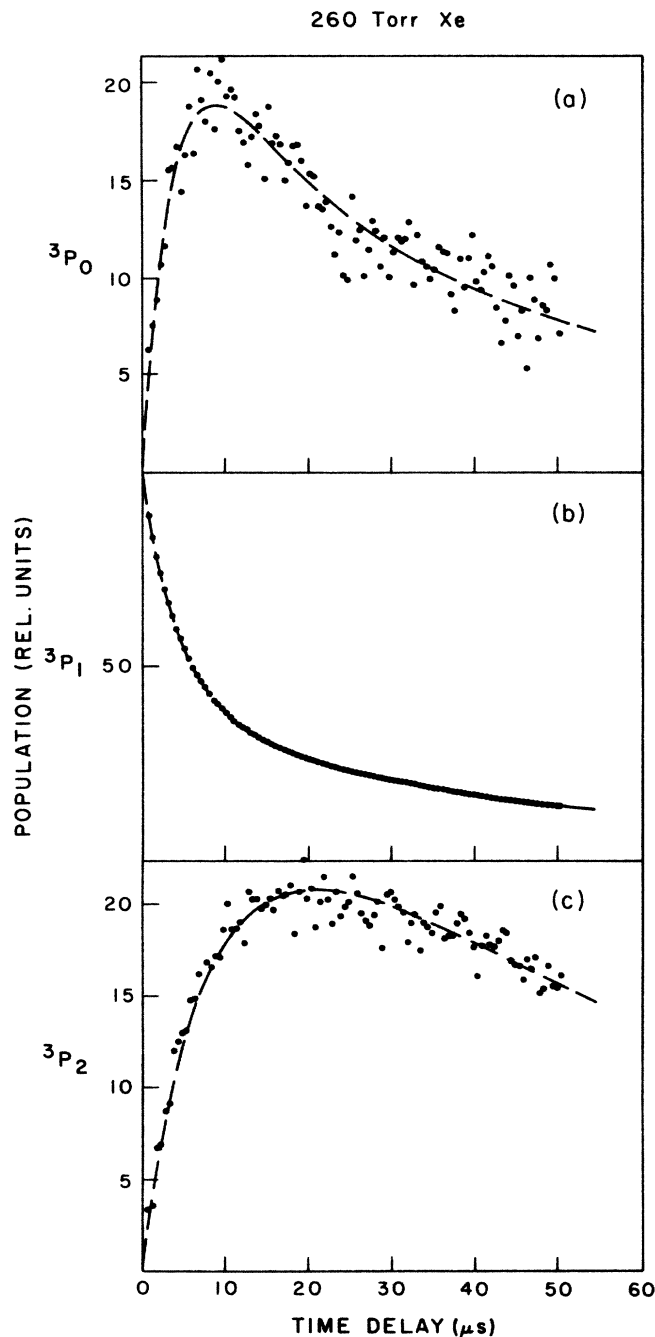 260 Torr Xe
(a)
20
15
10
5
³P₀
(b)
50
³P₁
POPULATION (REL. UNITS)
(c)
20
15
10
5
³P₂
0 10 20 30 40 50 60
TIME DELAY (μs)